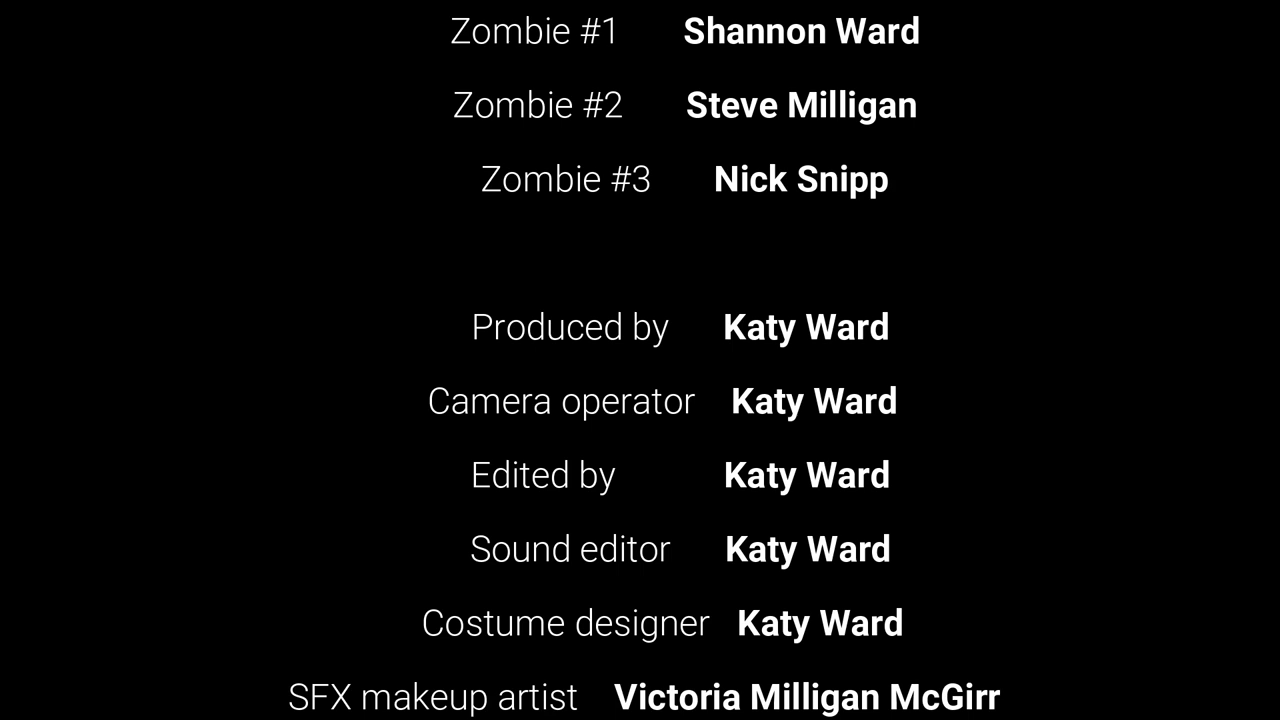 Zombie #1 Shannon Ward
Zombie #2 Steve Milligan
Zombie #3 Nick Snipp
Produced by Katy Ward
Camera operator Katy Ward
Edited by Katy Ward
Sound editor Katy Ward
Costume designer Katy Ward
SFX makeup artist Victoria Milligan McGirr